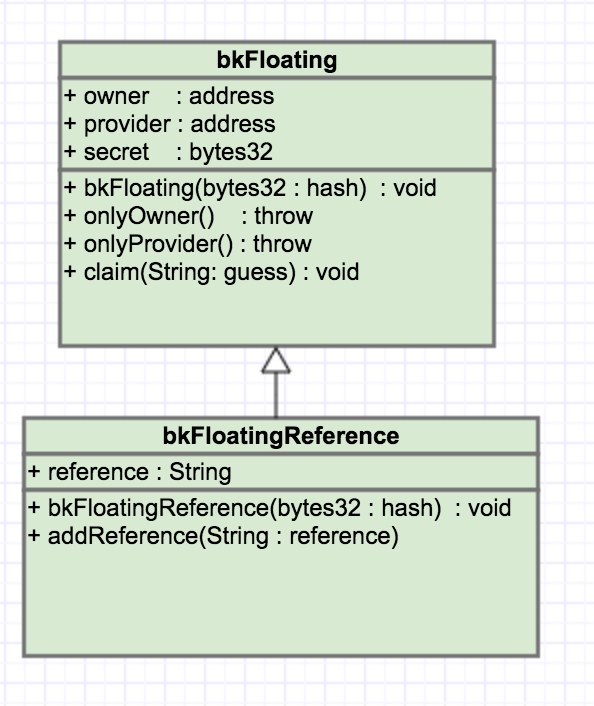 bkFloating
+ owner : address
+ provider : address
+ secret : bytes32
+ bkFloating(bytes32 : hash) : void
+ onlyOwner() : throw
+ onlyProvider() : throw
+ claim(String: guess) : void
bkFloatingReference
+ reference : String
+ bkFloatingReference(bytes32 : hash) : void
+ addReference(String : reference)